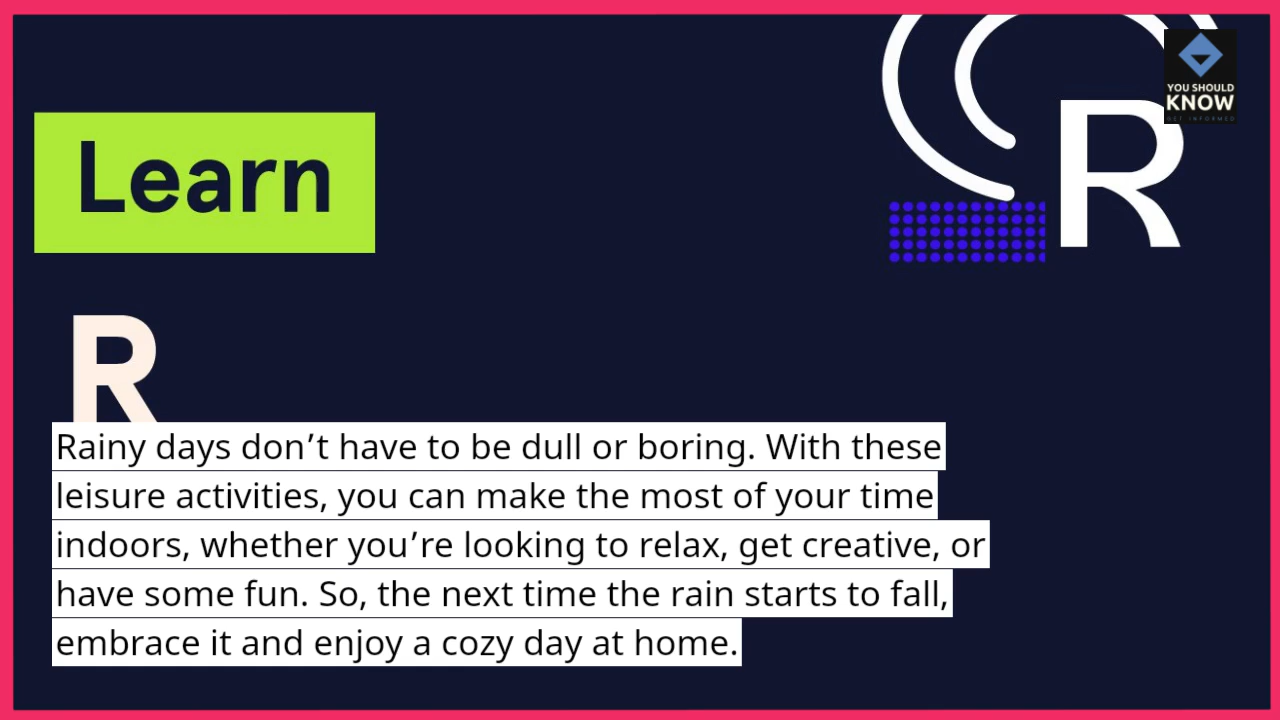 YOU SHOULD
KNOW
GET INFORMED
R
Learn
R
Rainy days don’t have to be dull or boring. With these
leisure activities, you can make the most of your time
indoors, whether you’re looking to relax, get creative, or
have some fun. So, the next time the rain starts to fall,
embrace it and enjoy a cozy day at home.